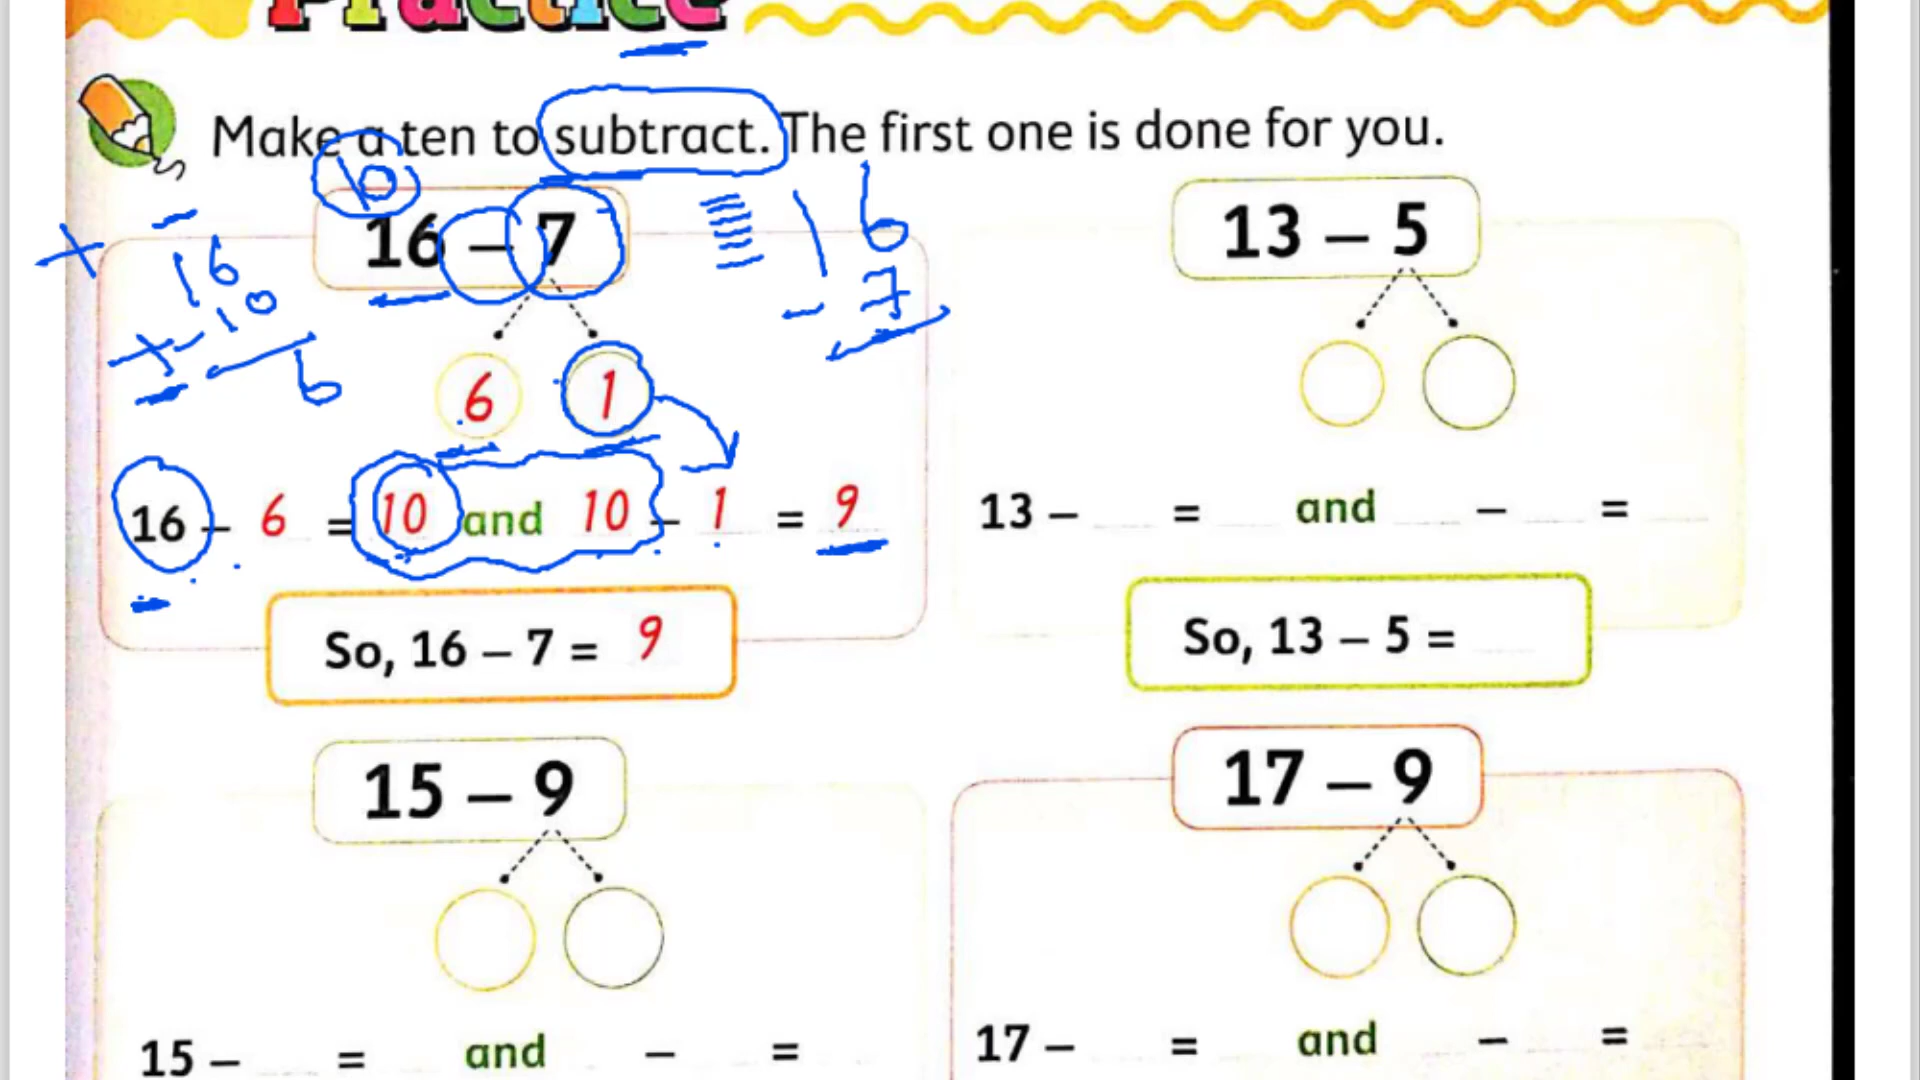 Practice
Make a ten to subtract. The first one is done for you.
10
16 – 7
16
- 10
6
16
- 7
6 1
16 – 6 = 10 and 10 – 1 = 9
So, 16 – 7 = 9
13 – 5
13 – = and – =
So, 13 – 5 =
15 – 9
15 – = and – =
17 – 9
17 – = and – =